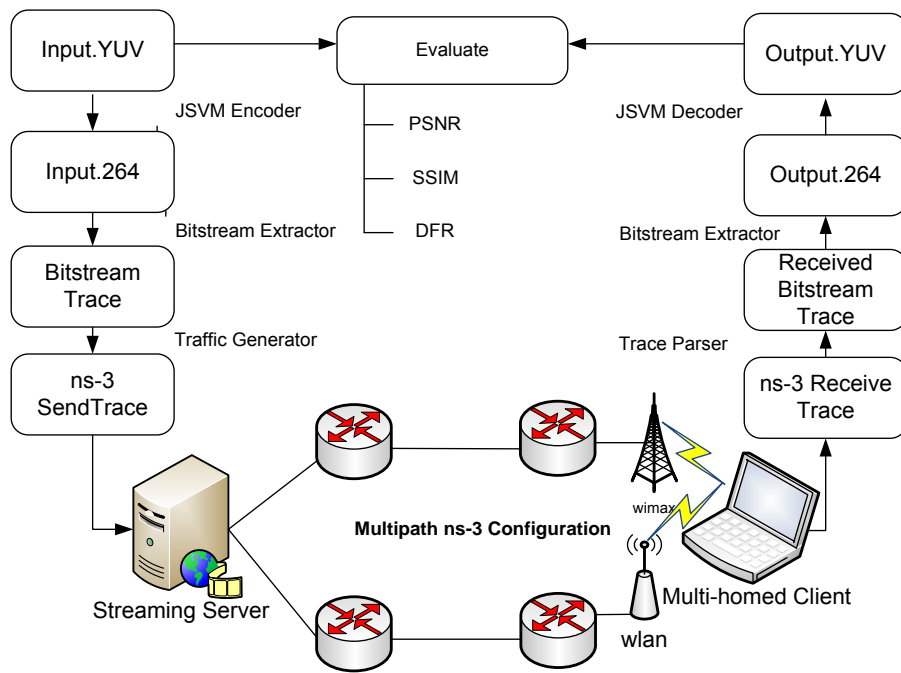 Input.YUV
Evaluate
Output.YUV
JSVM Encoder
JSVM Decoder
PSNR
Input.264
SSIM
Output.264
Bitstream Extractor
DFR
Bitstream Extractor
Bitstream
Trace
Received
Bitstream
Trace
Traffic Generator
Trace Parser
ns-3
SendTrace
ns-3 Receive
Trace
wimax
Multipath ns-3 Configuration
Streaming Server
Multi-homed Client
wlan